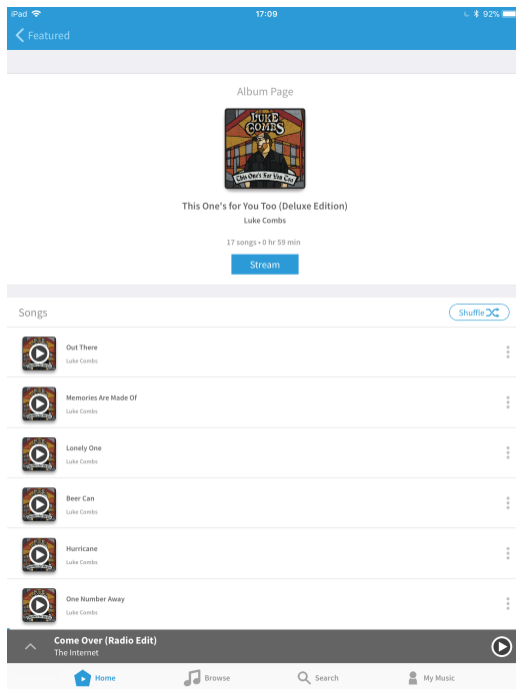 iPad 17:09 92%
Featured
Album Page
LUKE
COMBS
This One's For You Too
This One's for You Too (Deluxe Edition)
Luke Combs
17 songs • 0 hr 59 min
Stream
Songs Shuffle
Out There
Luke Combs
Memories Are Made Of
Luke Combs
Lonely One
Luke Combs
Beer Can
Luke Combs
Hurricane
Luke Combs
One Number Away
Luke Combs
Come Over (Radio Edit)
The Internet
Home Browse Search My Music